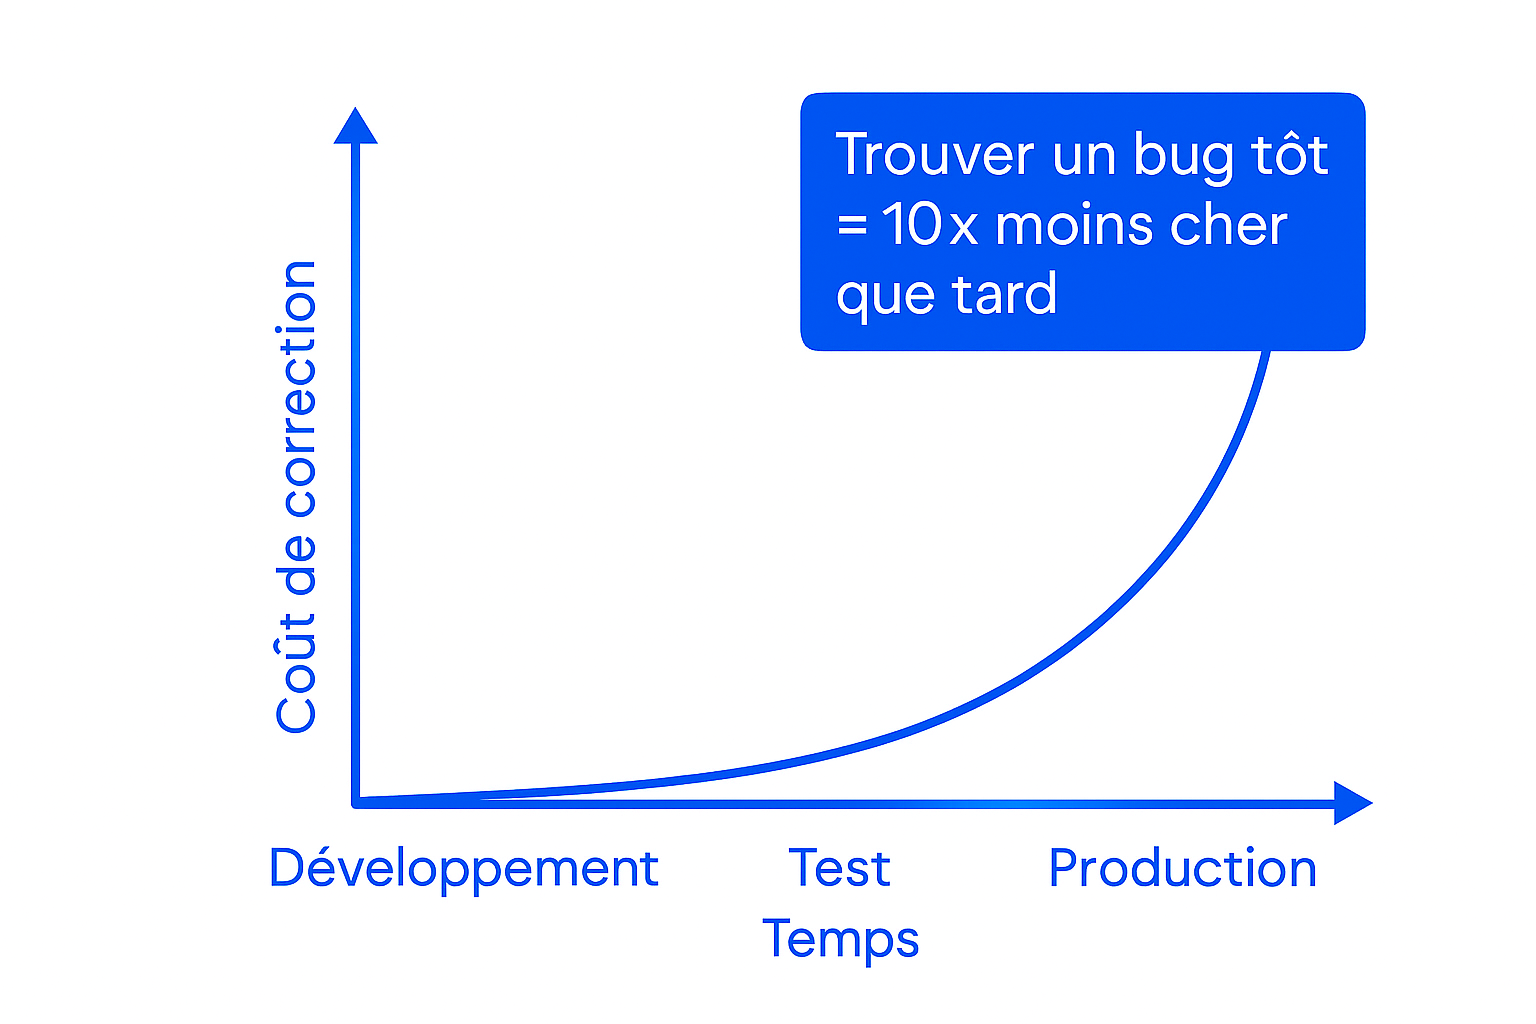 Trouver un bug tôt
= 10x moins cher
que tard
Coût de correction
Développement Test Production
Temps